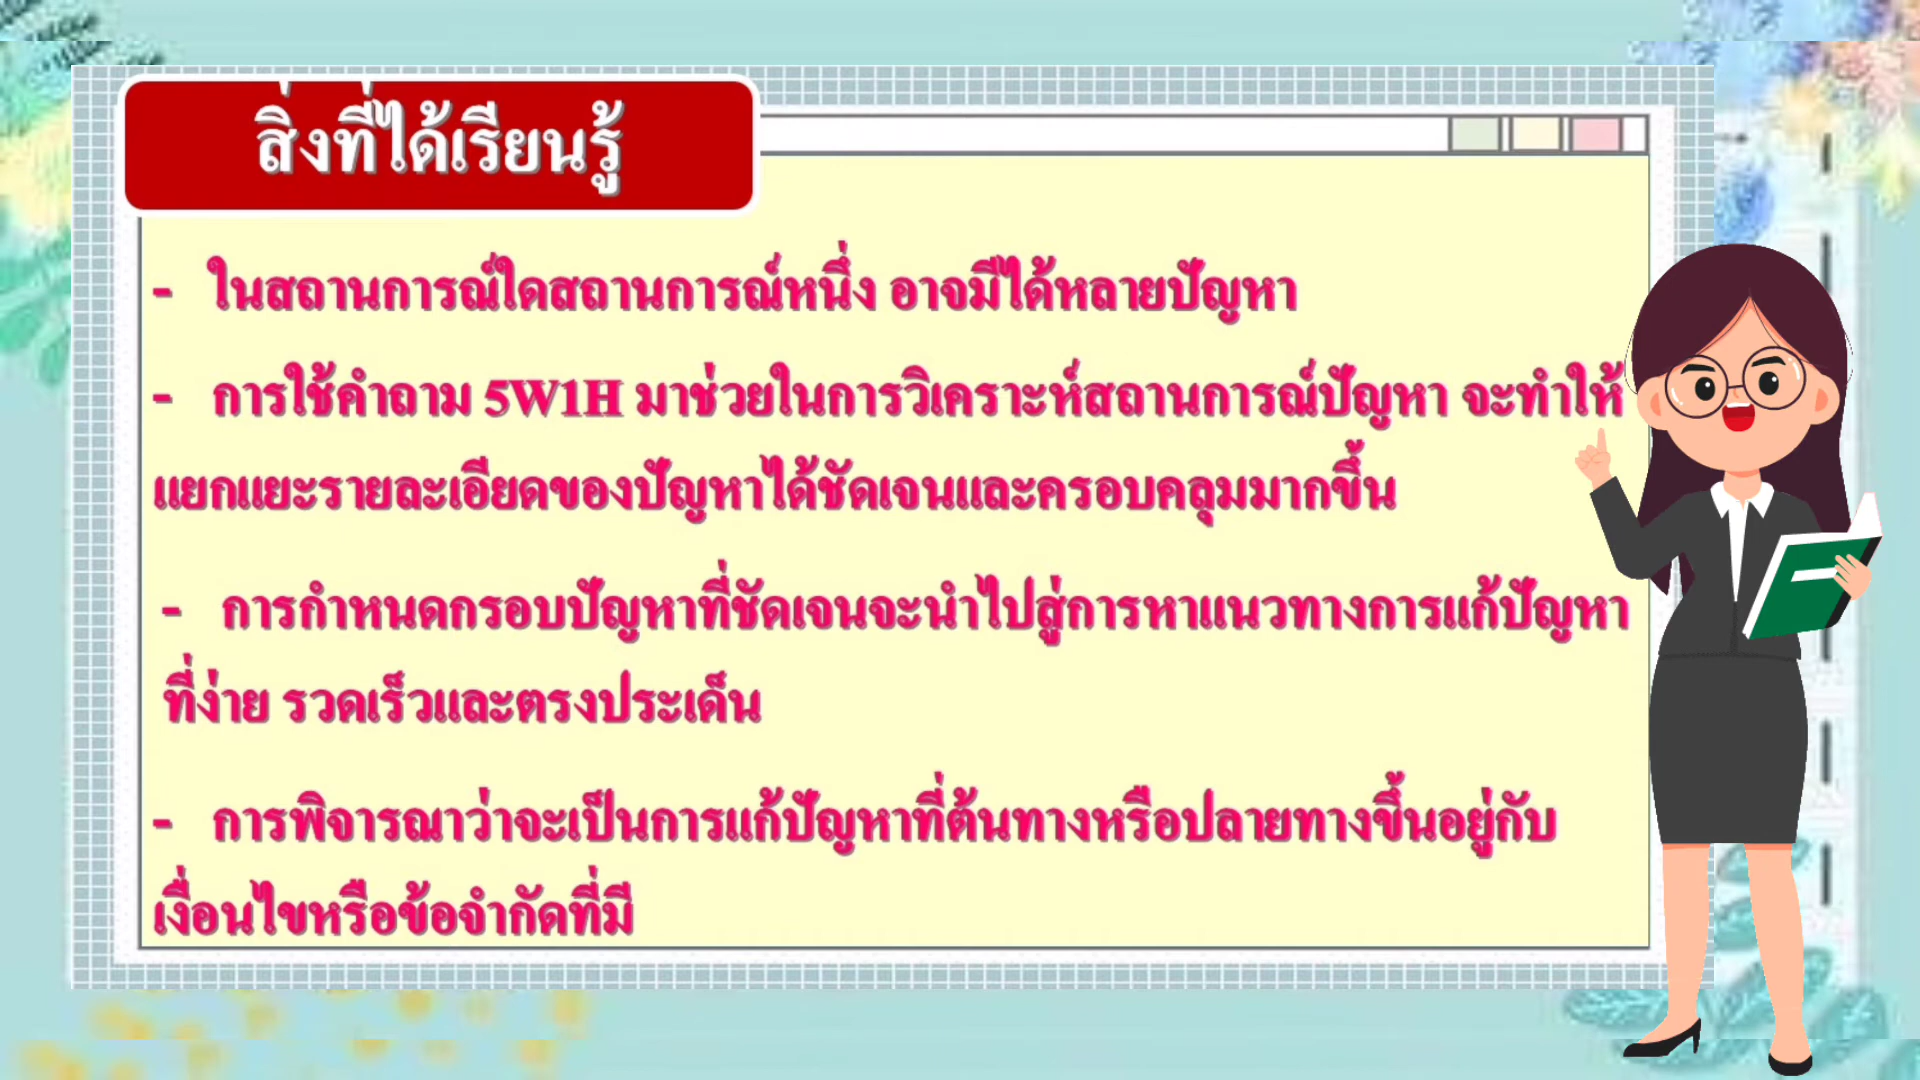 สิ่งที่ได้เรียนรู้
- ในสถานการณ์ใดสถานการณ์หนึ่ง อาจมีได้หลายปัญหา
- การใช้คำถาม 5W1H มาช่วยในการวิเคราะห์สถานการณ์ปัญหา จะทำให้
แยกแยะรายละเอียดของปัญหาได้ชัดเจนและครอบคลุมมากขึ้น
- การกำหนดกรอบปัญหาที่ชัดเจนจะนำไปสู่การหาแนวทางการแก้ปัญหา
ที่ง่าย รวดเร็วและตรงประเด็น
- การพิจารณาว่าจะเป็นการแก้ปัญหาที่ต้นทางหรือปลายทางขึ้นอยู่กับ
เงื่อนไขหรือข้อจำกัดที่มี